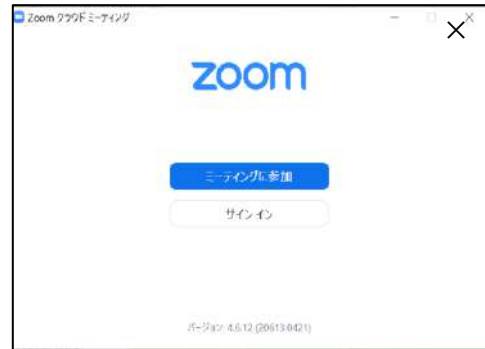 Zoom クラウド ミーティング
zoom
ミーティングに参加
サイン イン
バージョン: 4.6.12 (20613.0421)